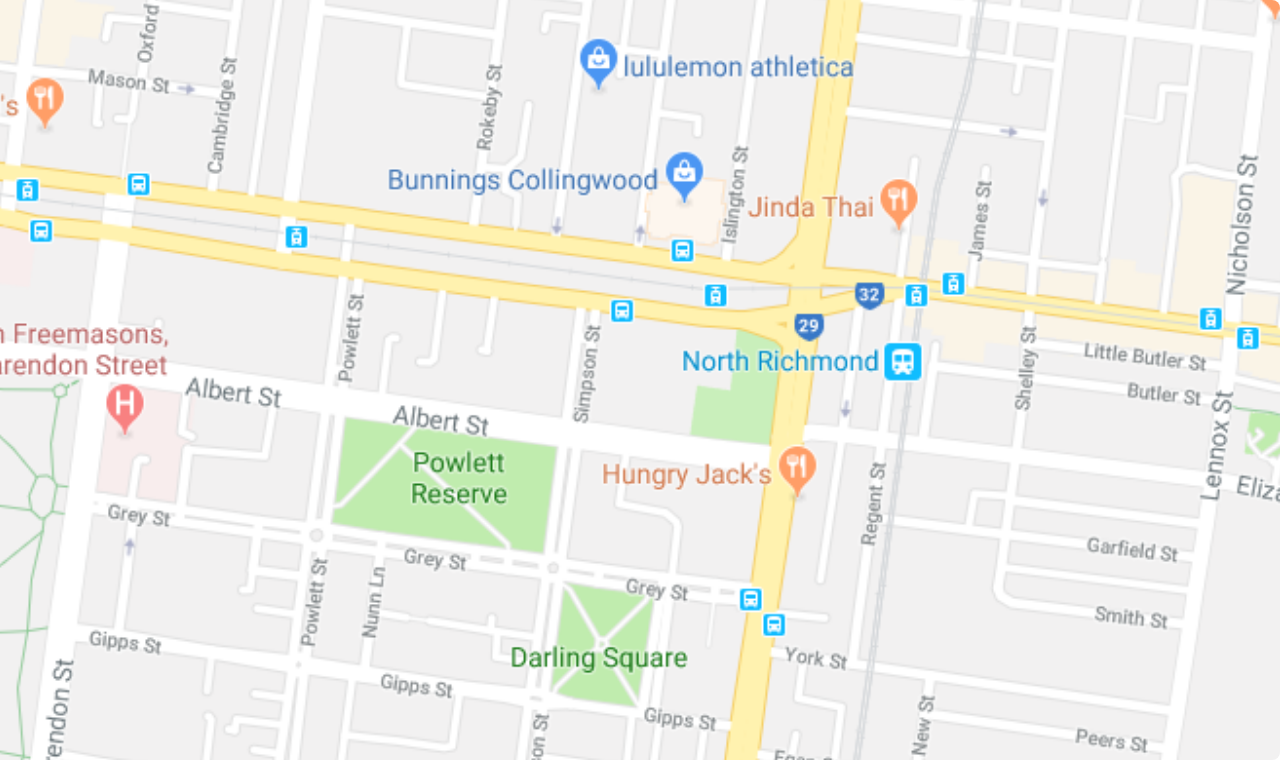 Oxford
Mason St
Cambridge St
's
Rokeby St
lululemon athletica
Bunnings Collingwood
Islington St
Jinda Thai
James St
Nicholson St
32
29
Freemasons,
arendon Street
H
Powlett St
Simpson St
North Richmond
Shelley St
Little Butler St
Butler St
Albert St
Albert St
Powlett
Reserve
Hungry Jack's
Lennox St
Regent St
Grey St
Grey St
Grey St
Garfield St
Smith St
Powlett St
Nunn Ln
Gipps St
Gipps St
Darling Square
Gipps St
York St
New St
Peers St
rendon St
son St